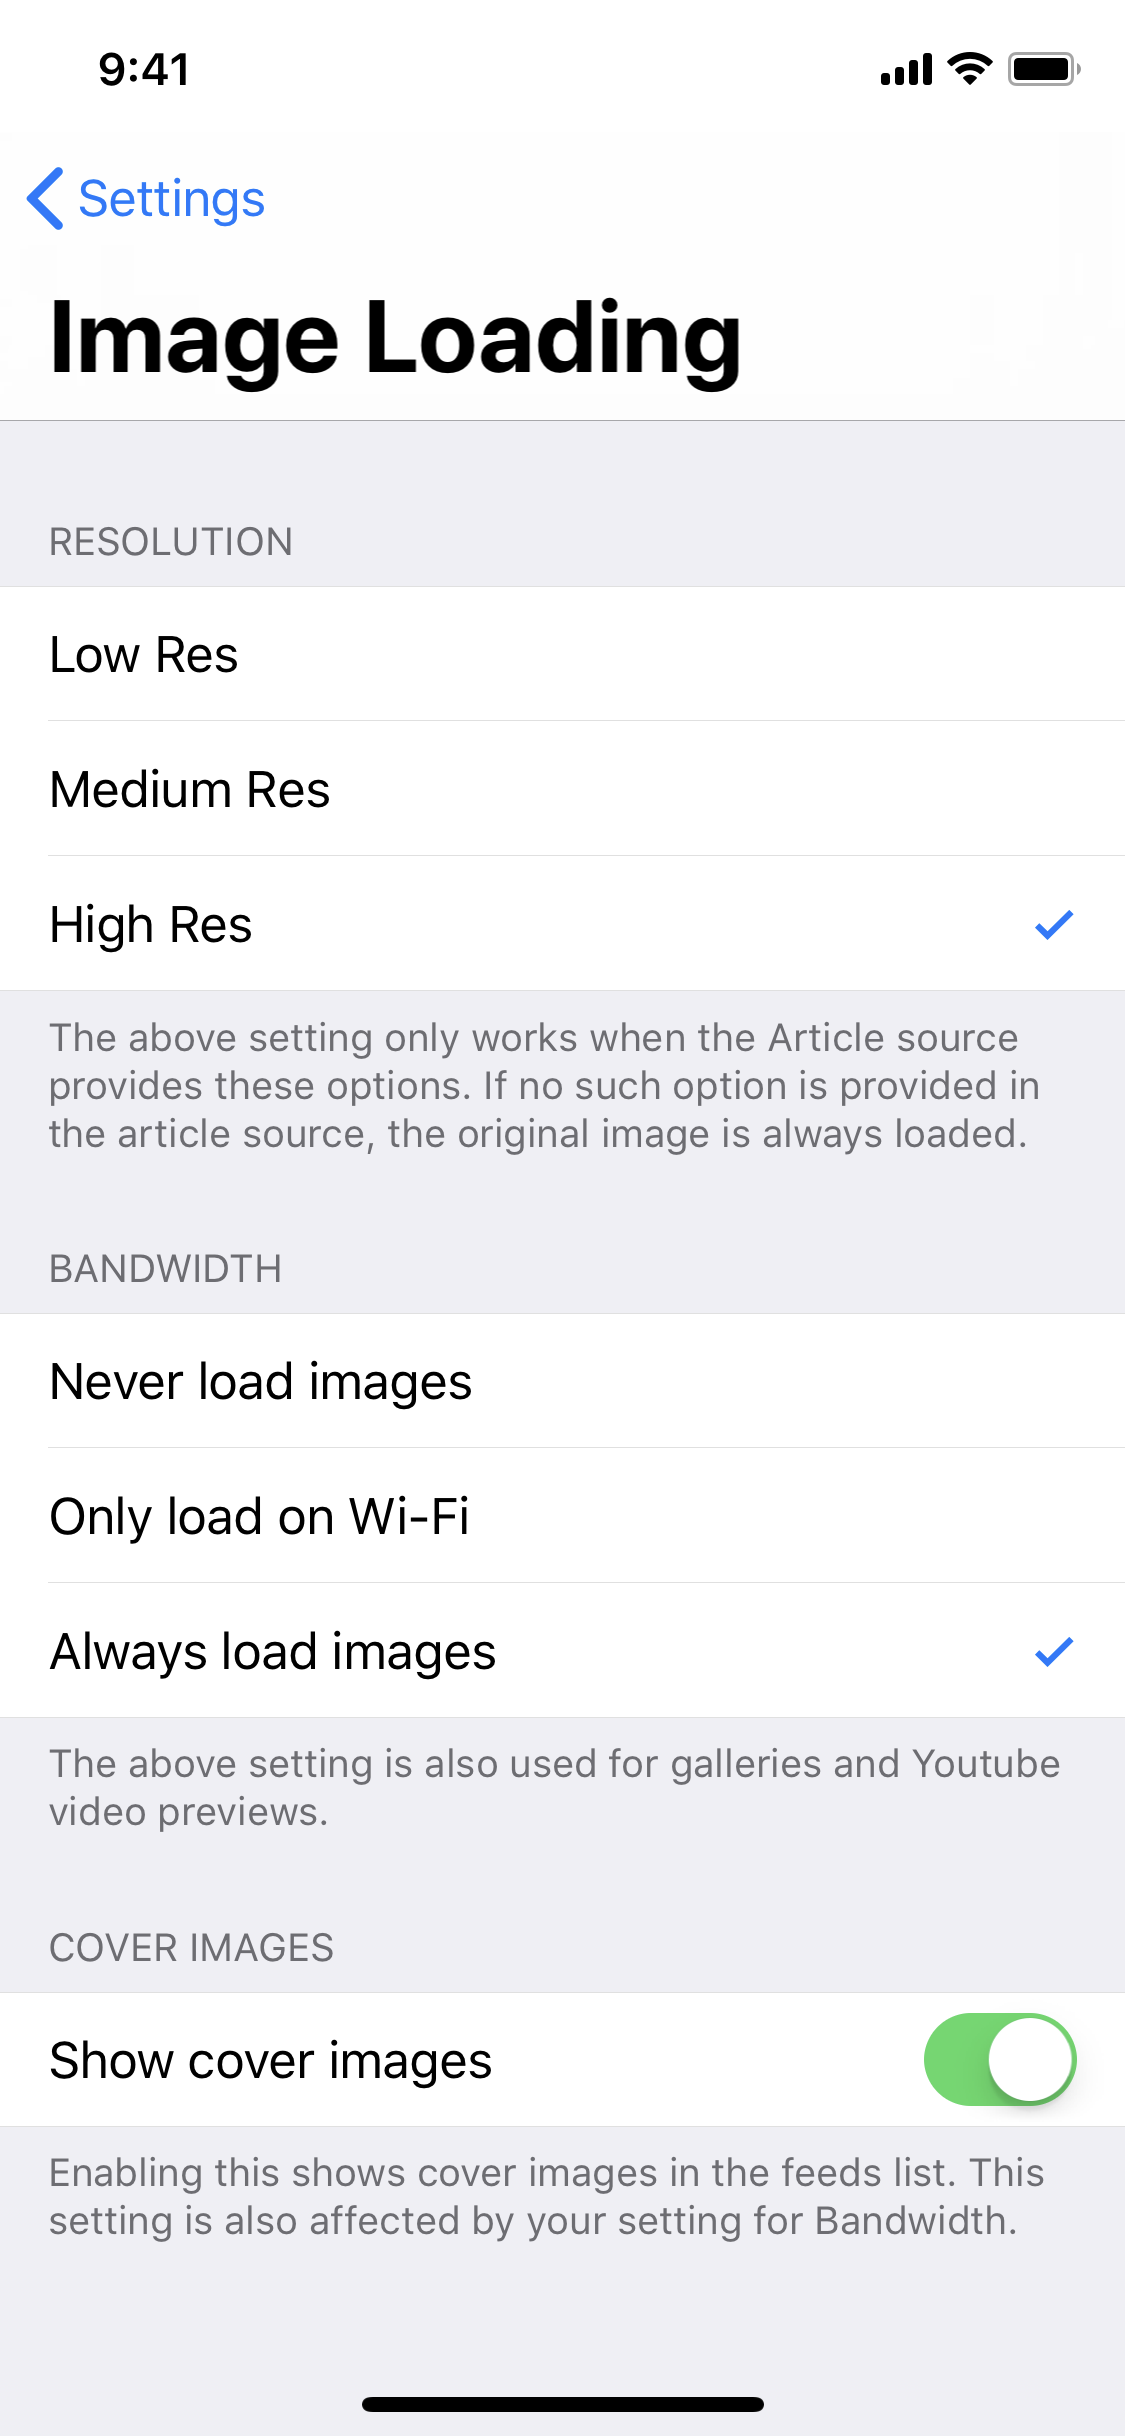 9:41
Settings
Image Loading
RESOLUTION
Low Res
Medium Res
High Res
The above setting only works when the Article source
provides these options. If no such option is provided in
the article source, the original image is always loaded.
BANDWIDTH
Never load images
Only load on Wi-Fi
Always load images
The above setting is also used for galleries and Youtube
video previews.
COVER IMAGES
Show cover images
Enabling this shows cover images in the feeds list. This
setting is also affected by your setting for Bandwidth.